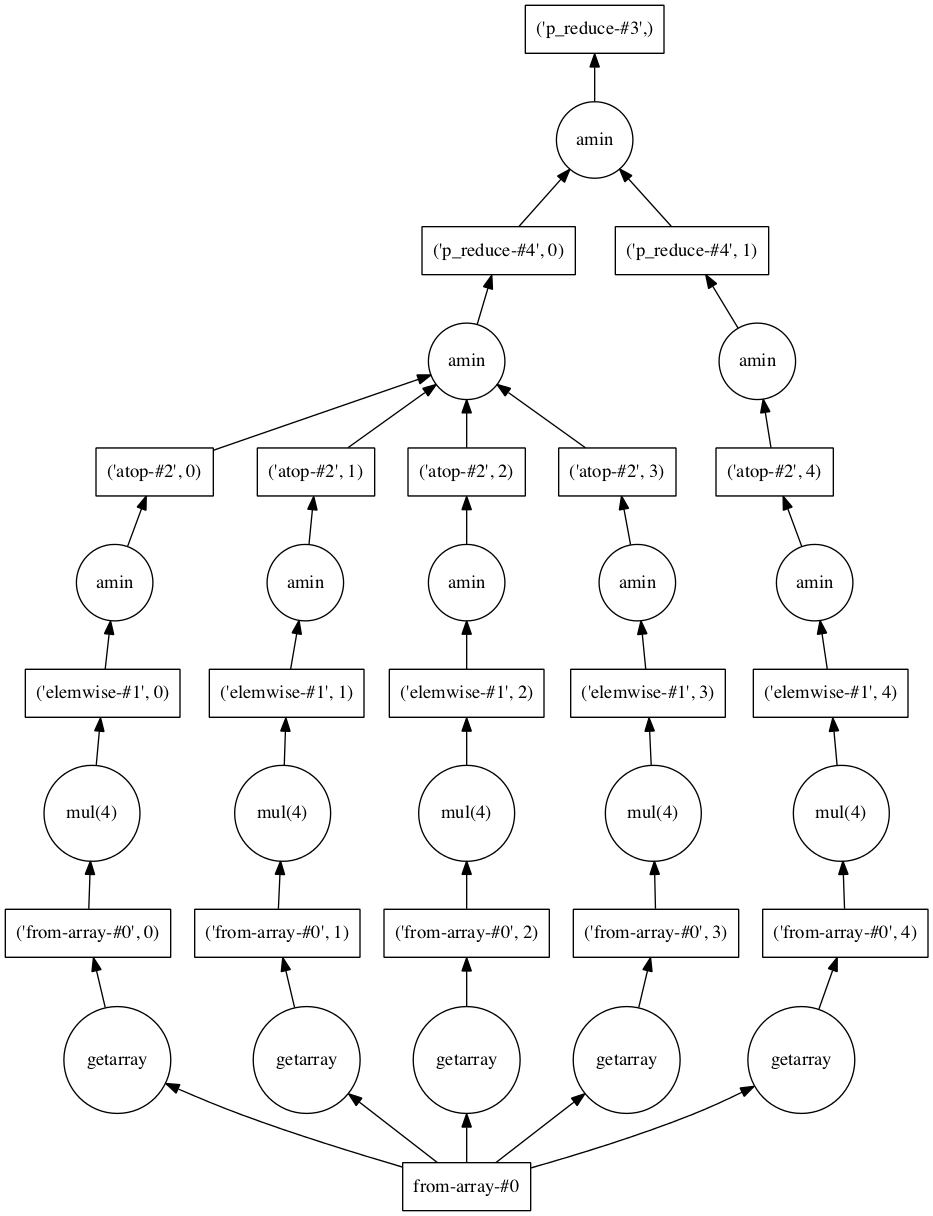 ('p_reduce-#3',)
amin
('p_reduce-#4', 0)
('p_reduce-#4', 1)
amin
amin
('atop-#2', 0)
('atop-#2', 1)
('atop-#2', 2)
('atop-#2', 3)
('atop-#2', 4)
amin
amin
amin
amin
amin
('elemwise-#1', 0)
('elemwise-#1', 1)
('elemwise-#1', 2)
('elemwise-#1', 3)
('elemwise-#1', 4)
mul(4)
mul(4)
mul(4)
mul(4)
mul(4)
('from-array-#0', 0)
('from-array-#0', 1)
('from-array-#0', 2)
('from-array-#0', 3)
('from-array-#0', 4)
getarray
getarray
getarray
getarray
getarray
from-array-#0